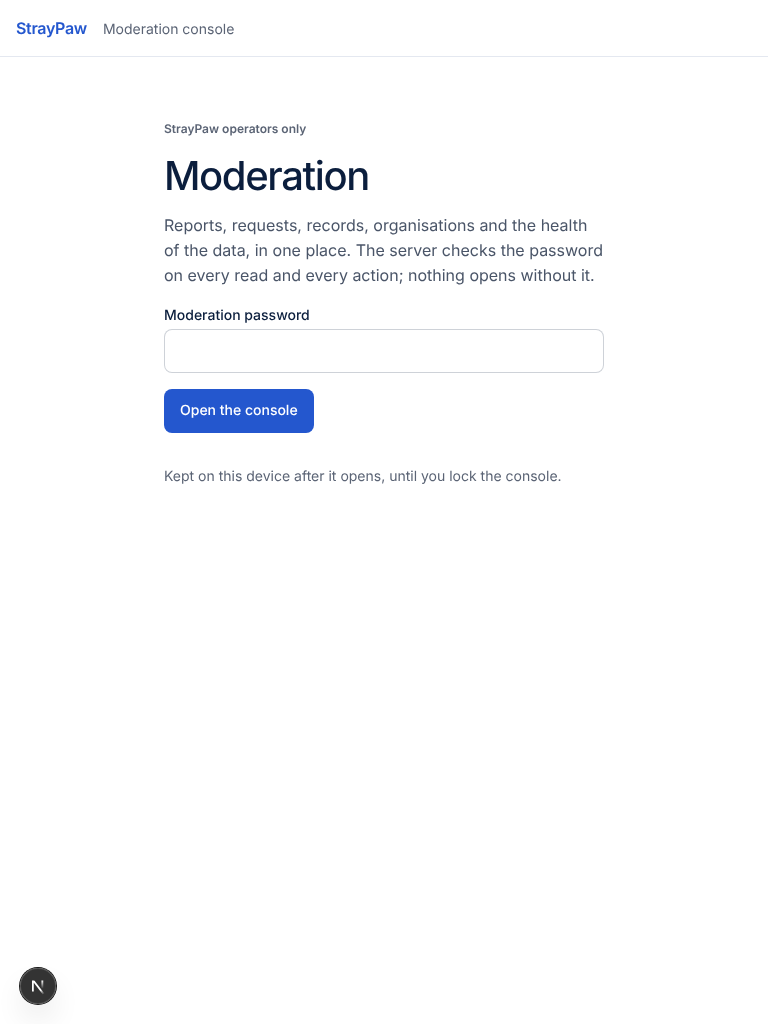 StrayPaw Moderation console
StrayPaw operators only
Moderation
Reports, requests, records, organisations and the health
of the data, in one place. The server checks the password
on every read and every action; nothing opens without it.
Moderation password
Open the console
Kept on this device after it opens, until you lock the console.
N